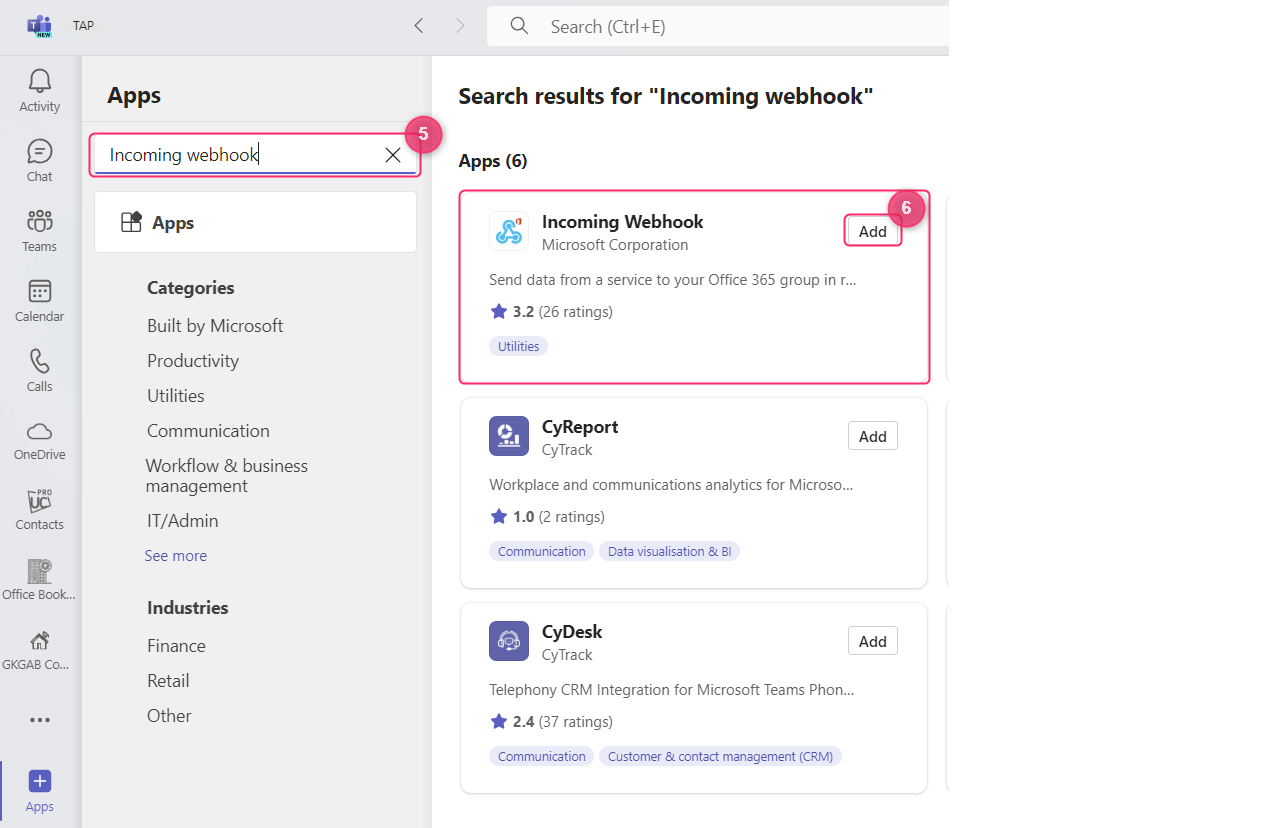 TAP
Search (Ctrl+E)
Activity
Chat
Teams
Calendar
Calls
OneDrive
Contacts
Office Book...
GKGAB Co...
Apps
Apps
Incoming webhook
5
Apps
Categories
Built by Microsoft
Productivity
Utilities
Communication
Workflow & business
management
IT/Admin
See more
Industries
Finance
Retail
Other
Search results for "Incoming webhook"
Apps (6)
Incoming Webhook
Microsoft Corporation
Add
6
Send data from a service to your Office 365 group in r...
3.2 (26 ratings)
Utilities
CyReport
CyTrack
Add
Workplace and communications analytics for Microso...
1.0 (2 ratings)
Communication Data visualisation & BI
CyDesk
CyTrack
Add
Telephony CRM Integration for Microsoft Teams Phon...
2.4 (37 ratings)
Communication Customer & contact management (CRM)